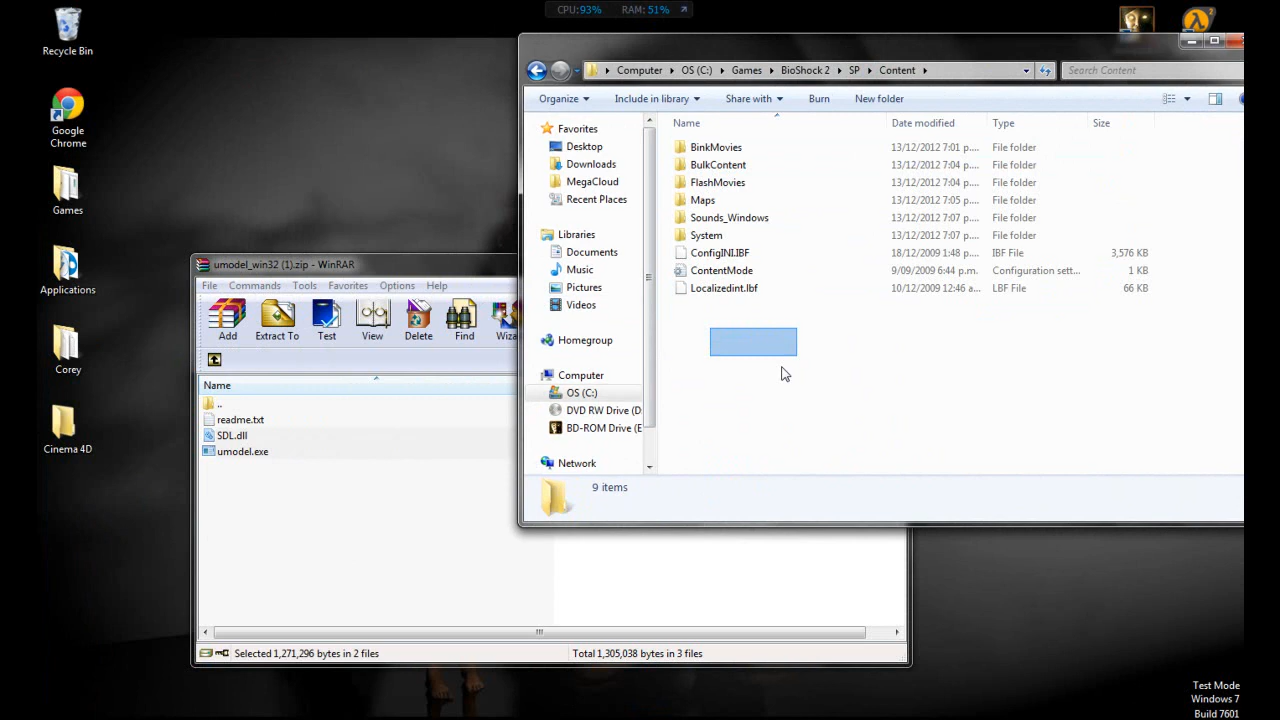 CPU:93% RAM: 51%
Recycle Bin
Google
Chrome
Games
Applications
Corey
Cinema 4D
Computer OS (C:) Games BioShock 2 SP Content
Search Content
Organize Include in library Share with Burn New folder
Favorites
Desktop
Downloads
MegaCloud
Recent Places
Libraries
Documents
Music
Pictures
Videos
Homegroup
Computer
OS (C:)
DVD RW Drive (D:
BD-ROM Drive (E
Network
Name Date modified Type Size
BinkMovies 13/12/2012 7:01 p.... File folder
BulkContent 13/12/2012 7:04 p.... File folder
FlashMovies 13/12/2012 7:04 p.... File folder
Maps 13/12/2012 7:05 p.... File folder
Sounds_Windows 13/12/2012 7:07 p.... File folder
System 13/12/2012 7:07 p.... File folder
ConfigINI.IBF 18/12/2009 1:48 p.... IBF File 3,576 KB
ContentMode 9/09/2009 6:44 p.m. Configuration sett... 1 KB
Localizedint.lbf 10/12/2009 12:46 a... LBF File 66 KB
9 items
umodel_win32 (1).zip - WinRAR
File Commands Tools Favorites Options Help
Add Extract To Test View Delete Find Wiza
Name
..
readme.txt
SDL.dll
umodel.exe
Selected 1,271,296 bytes in 2 files
Total 1,305,038 bytes in 3 files
Test Mode
Windows 7
Build 7601